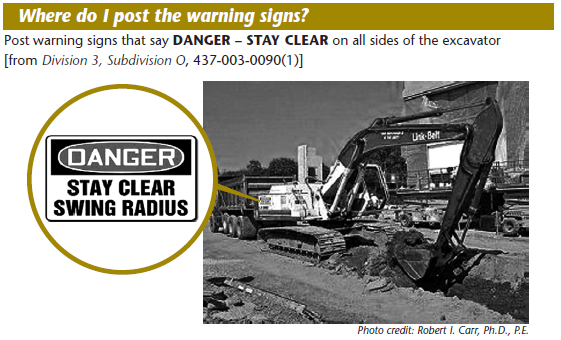 Where do I post the warning signs?
Post warning signs that say DANGER – STAY CLEAR on all sides of the excavator
[from Division 3, Subdivision O, 437-003-0090(1)]
DANGER
STAY CLEAR
SWING RADIUS
Link-Belt
Photo credit: Robert I. Carr, Ph.D., P.E.